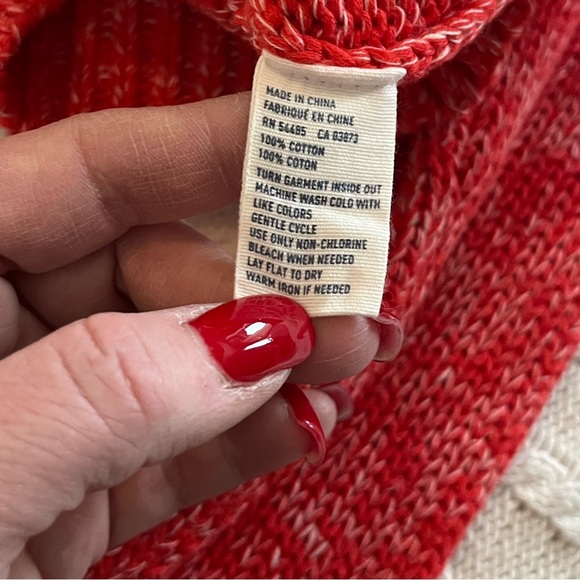 MADE IN CHINA
FABRIQUÉ EN CHINE
RN 54485 CA 03873
100% COTTON
100% COTON
TURN GARMENT INSIDE OUT
MACHINE WASH COLD WITH
LIKE COLORS
GENTLE CYCLE
USE ONLY NON-CHLORINE
BLEACH WHEN NEEDED
LAY FLAT TO DRY
WARM IRON IF NEEDED